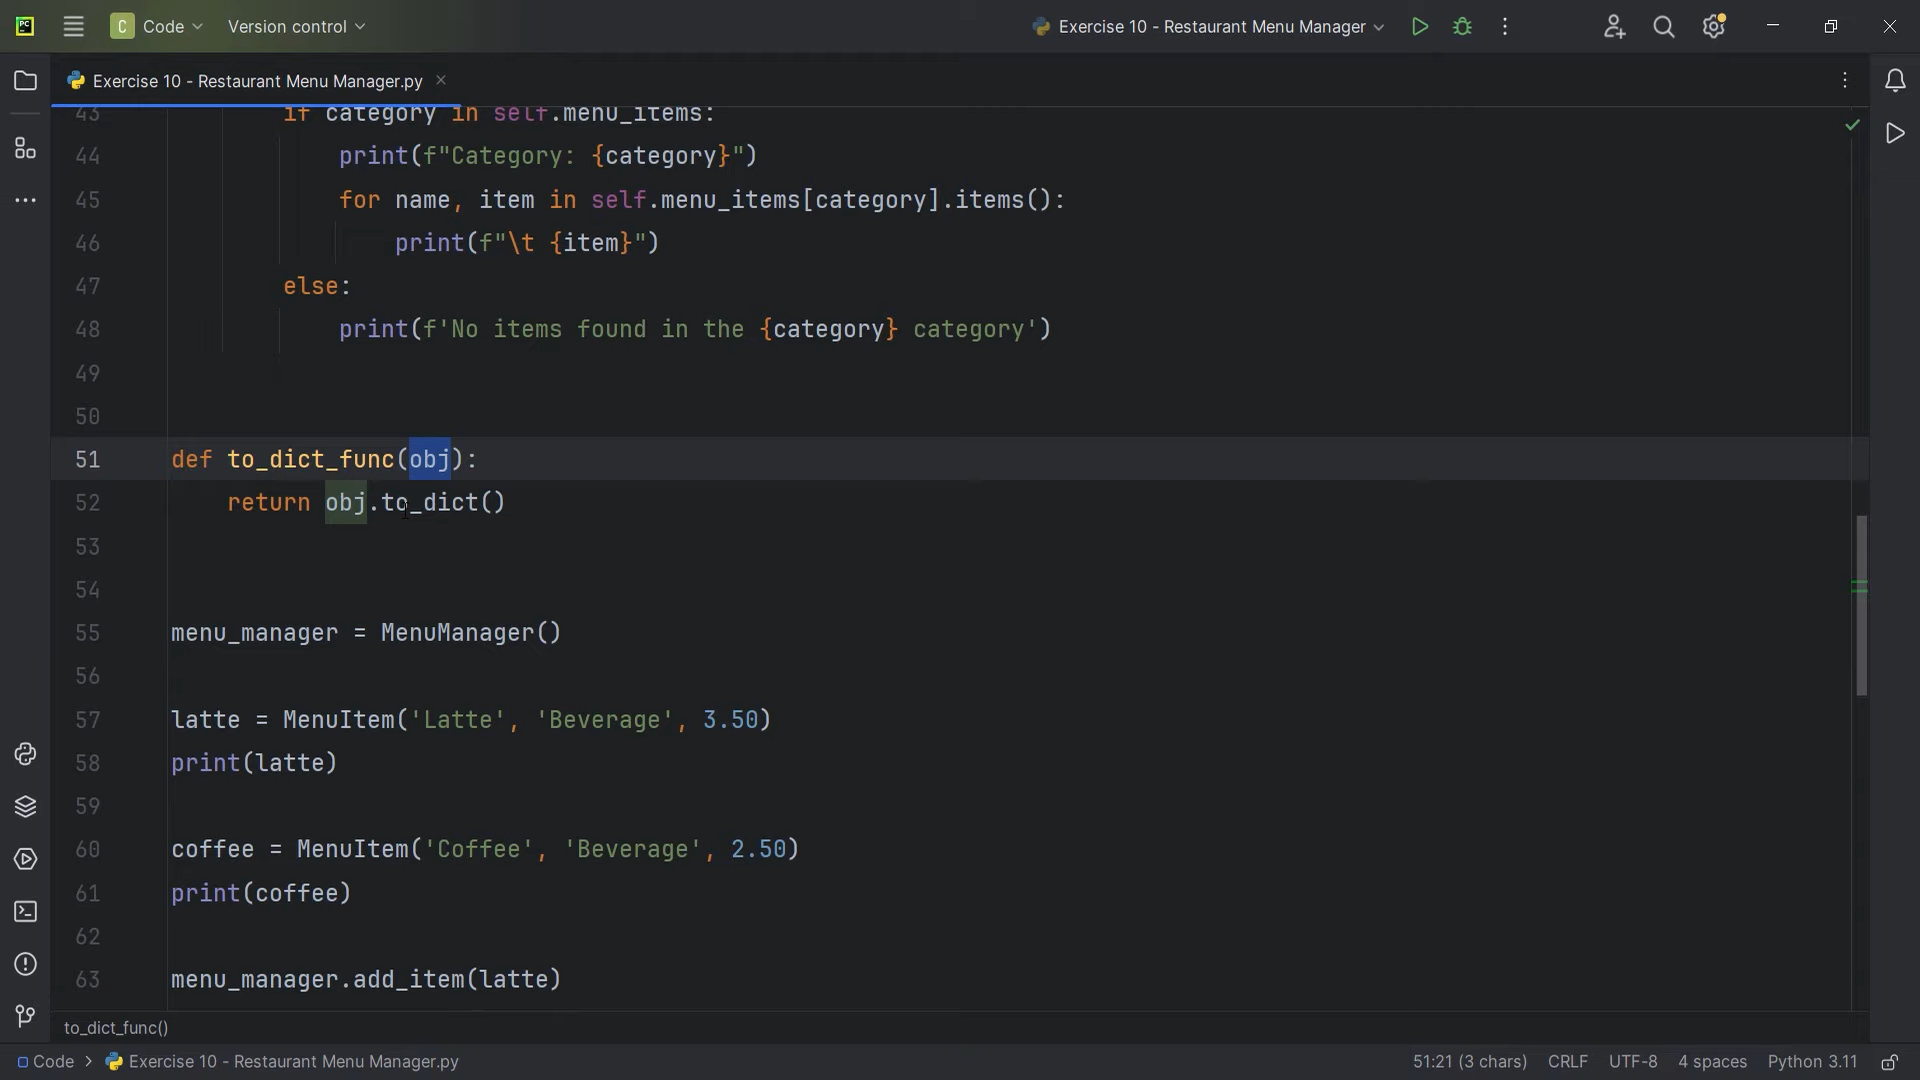 PC
C Code Version control Exercise 10 - Restaurant Menu Manager
Exercise 10 - Restaurant Menu Manager.py
43 if category in self.menu_items:
44 print(f"Category: {category}")
45 for name, item in self.menu_items[category].items():
46 print(f"\t {item}")
47 else:
48 print(f'No items found in the {category} category')
49
50
51 def to_dict_func(obj):
52 return obj.to_dict()
53
54
55 menu_manager = MenuManager()
56
57 latte = MenuItem('Latte', 'Beverage', 3.50)
58 print(latte)
59
60 coffee = MenuItem('Coffee', 'Beverage', 2.50)
61 print(coffee)
62
63 menu_manager.add_item(latte)
to_dict_func()
Code > Exercise 10 - Restaurant Menu Manager.py 51:21 (3 chars) CRLF UTF-8 4 spaces Python 3.11